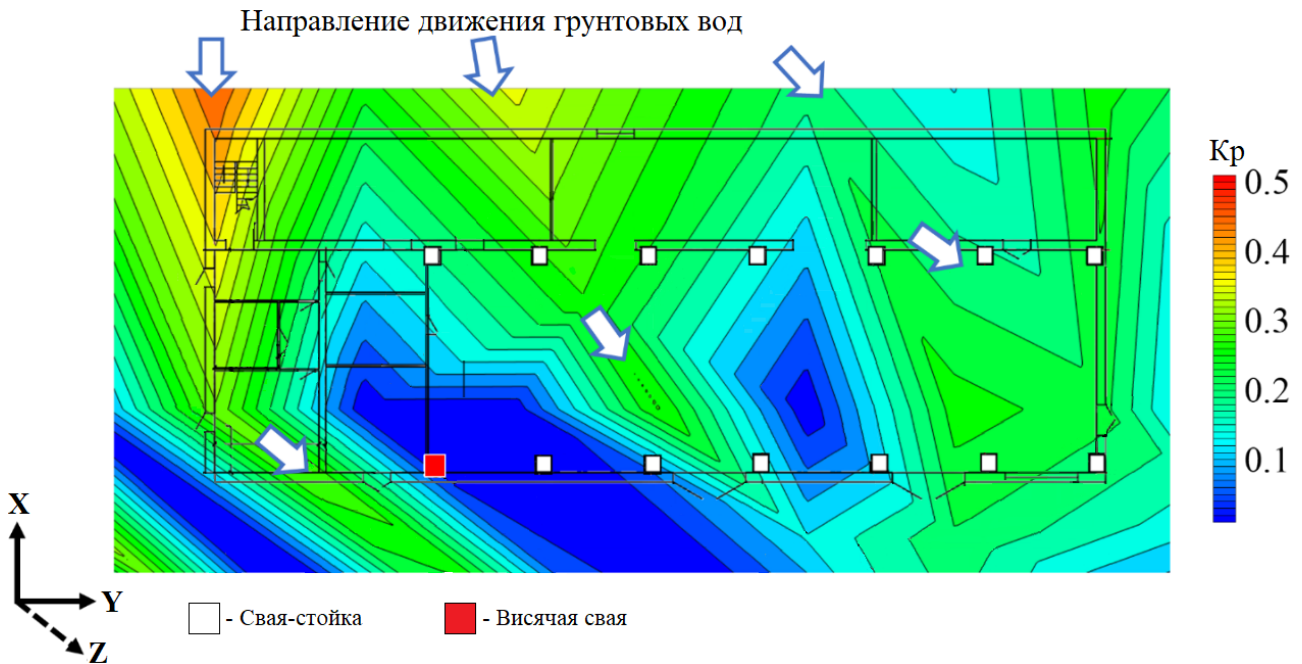 Направление движения грунтовых вод
Кр
0.5
0.4
0.3
0.2
0.1
X
Y
Z
- Свая-стойка
- Висячая свая